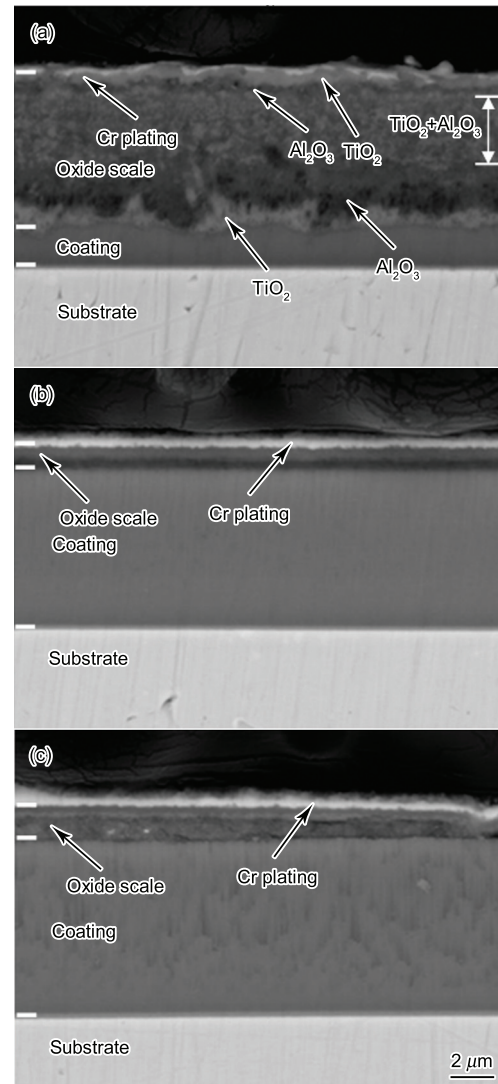 (a)
Cr plating
Al₂O₃
TiO₂
TiO₂+Al₂O₃
Oxide scale
Coating
TiO₂
Al₂O₃
Substrate
(b)
Oxide scale
Cr plating
Coating
Substrate
(c)
Oxide scale
Cr plating
Coating
Substrate
2 μm